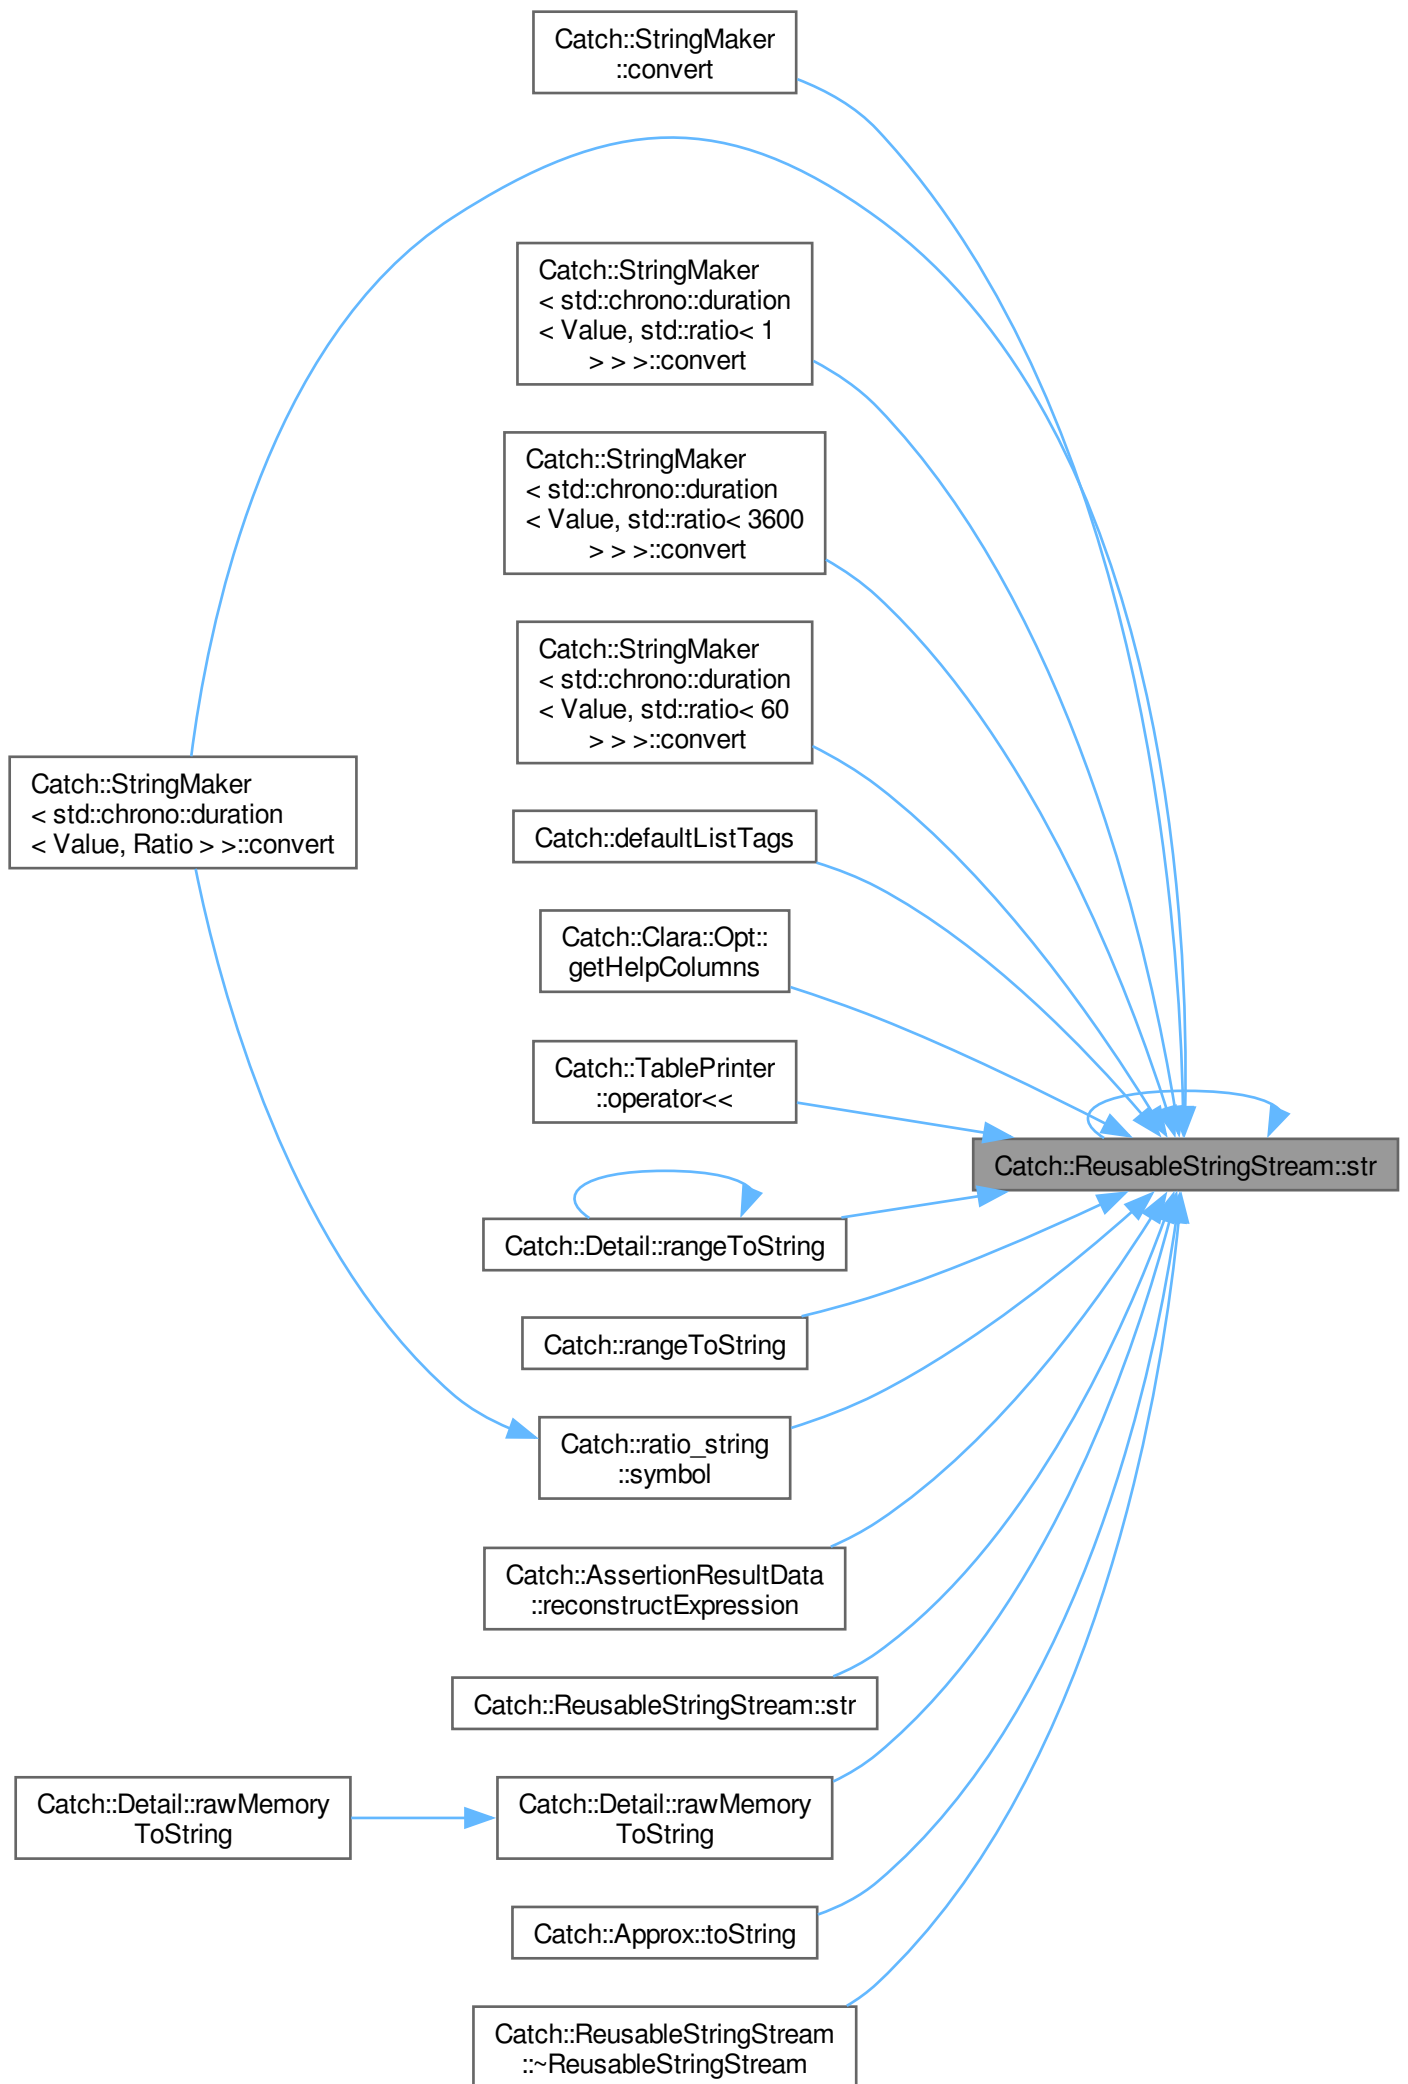 Catch::StringMaker
::convert
Catch::StringMaker
< std::chrono::duration
< Value, std::ratio< 1
> > >::convert
Catch::StringMaker
< std::chrono::duration
< Value, std::ratio< 3600
> > >::convert
Catch::StringMaker
< std::chrono::duration
< Value, std::ratio< 60
> > >::convert
Catch::StringMaker
< std::chrono::duration
< Value, Ratio > >::convert
Catch::defaultListTags
Catch::Clara::Opt::
getHelpColumns
Catch::TablePrinter
::operator<<
Catch::ReusableStringStream::str
Catch::Detail::rangeToString
Catch::rangeToString
Catch::ratio_string
::symbol
Catch::AssertionResultData
::reconstructExpression
Catch::ReusableStringStream::str
Catch::Detail::rawMemory
ToString
Catch::Detail::rawMemory
ToString
Catch::Approx::toString
Catch::ReusableStringStream
::~ReusableStringStream